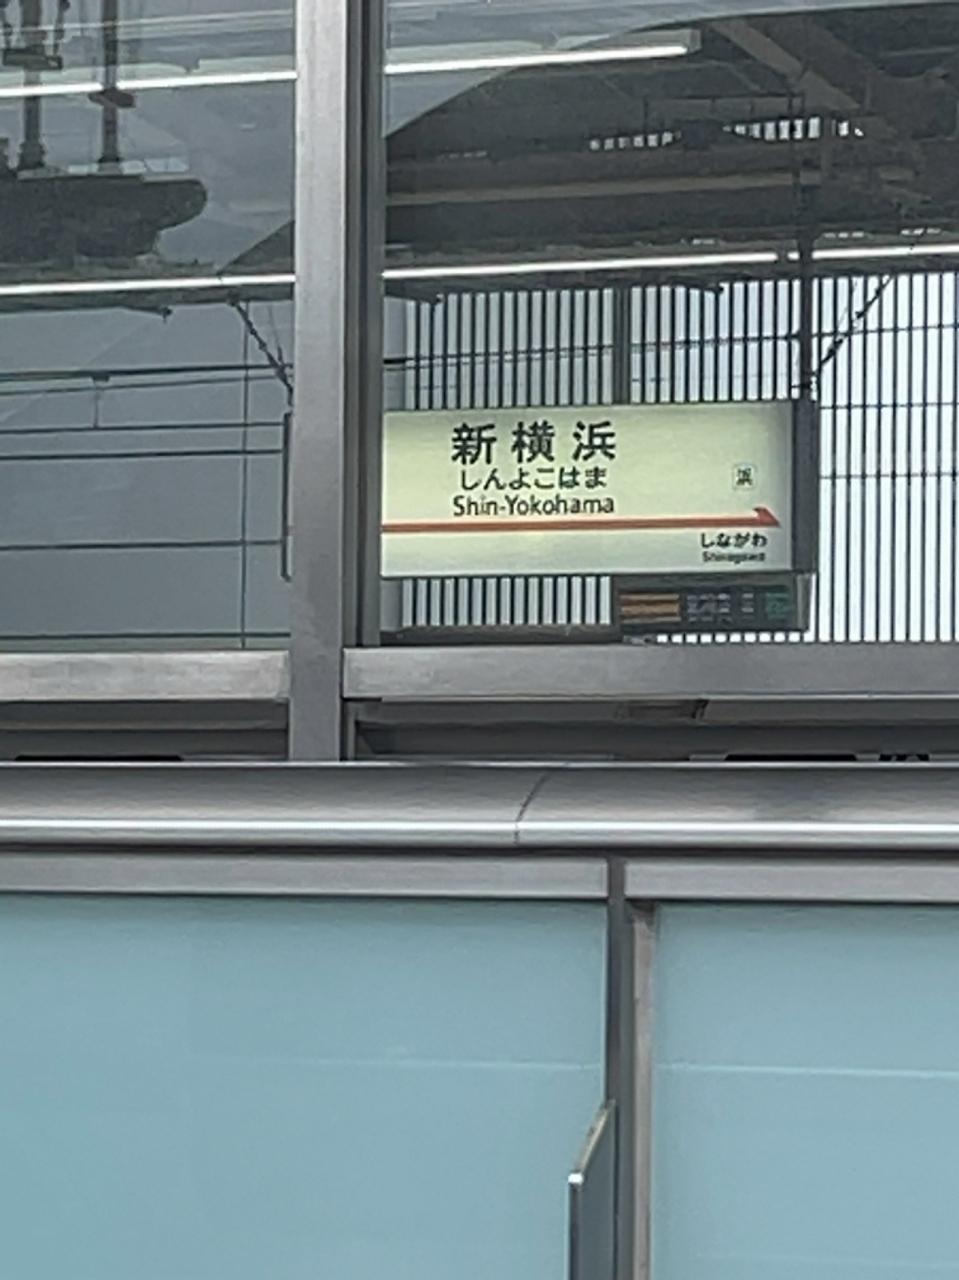 新横浜
しんよこはま
Shin-Yokohama
浜
しながわ
Shinagawa